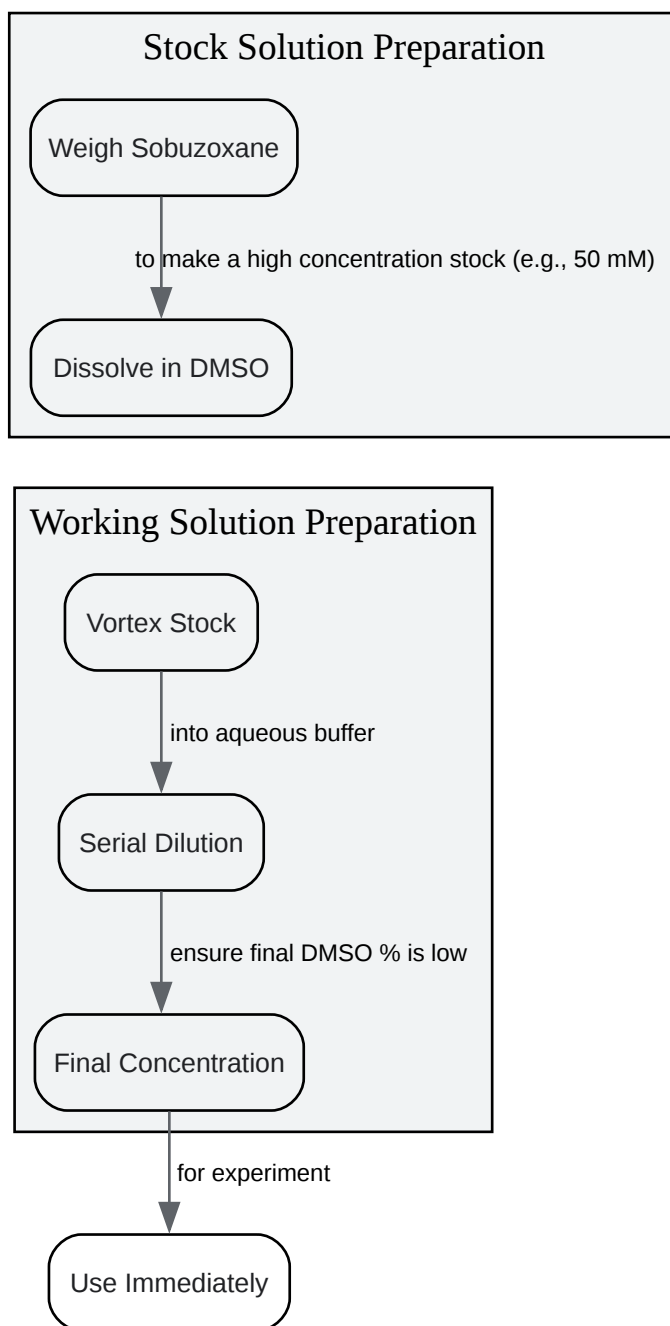 Stock Solution Preparation
Weigh Sobuzoxane
to make a high concentration stock (e.g., 50 mM)
Dissolve in DMSO
Working Solution Preparation
Vortex Stock
into aqueous buffer
Serial Dilution
ensure final DMSO % is low
Final Concentration
for experiment
Use Immediately